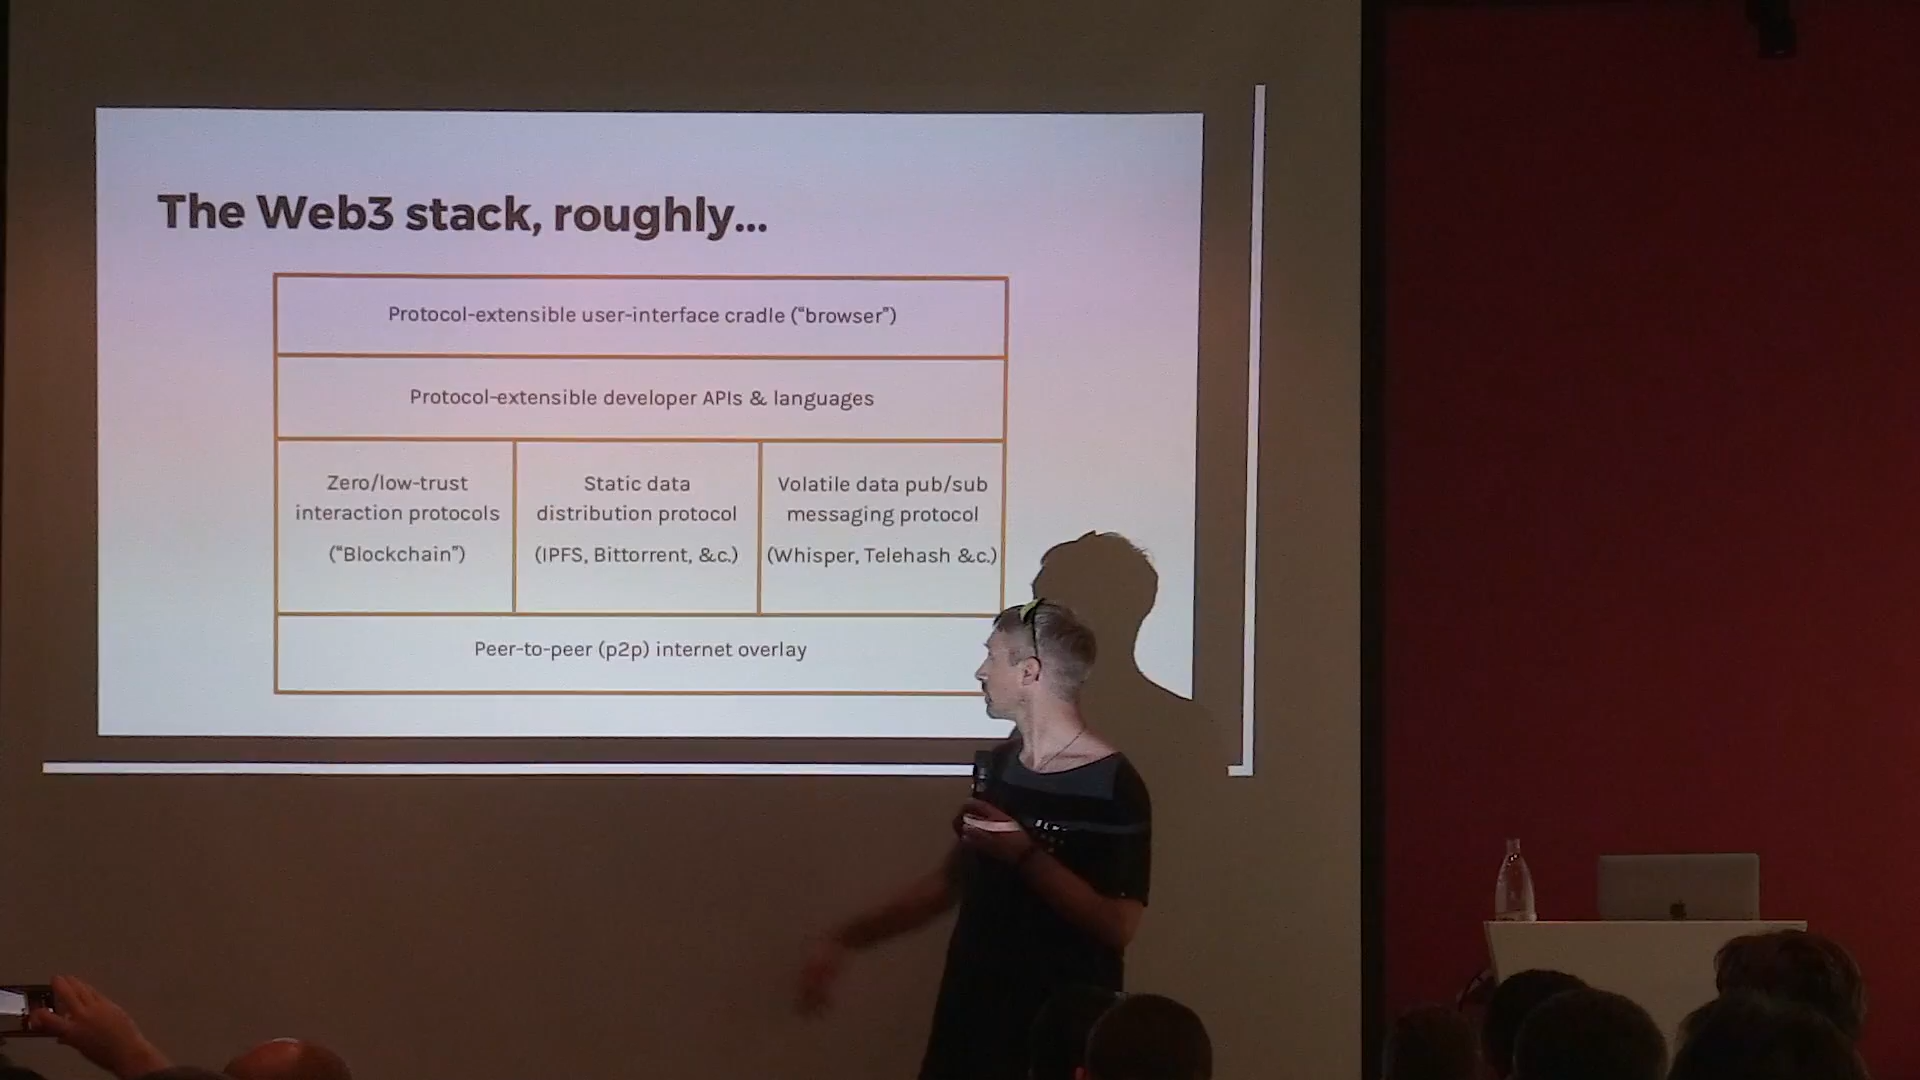 The Web3 stack, roughly...
Protocol-extensible user-interface cradle (“browser”)
Protocol-extensible developer APIs & languages
Zero/low-trust
interaction protocols
(“Blockchain”)
Static data
distribution protocol
(IPFS, Bittorrent, &c.)
Volatile data pub/sub
messaging protocol
(Whisper, Telehash &c.)
Peer-to-peer (p2p) internet overlay